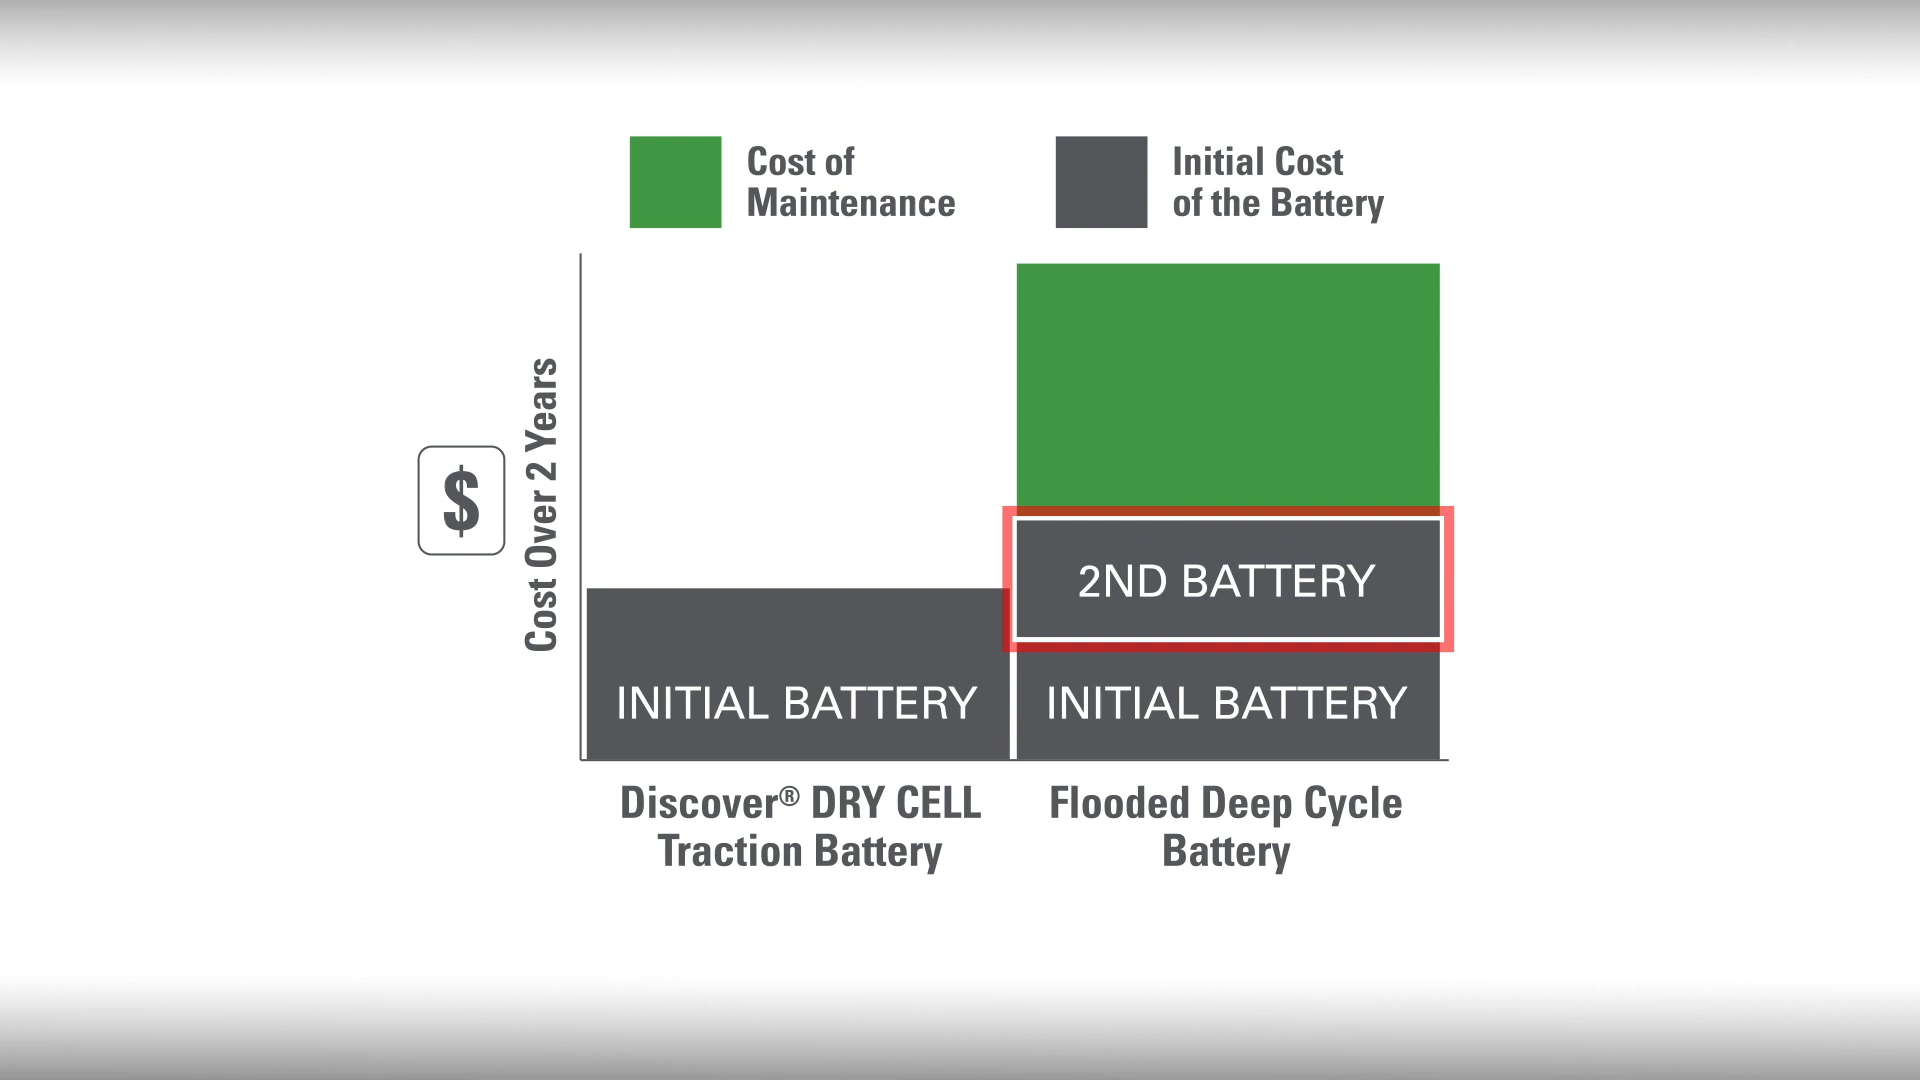 Cost of
Maintenance
Initial Cost
of the Battery
$
Cost Over 2 Years
2ND BATTERY
INITIAL BATTERY
INITIAL BATTERY
Discover® DRY CELL
Traction Battery
Flooded Deep Cycle
Battery